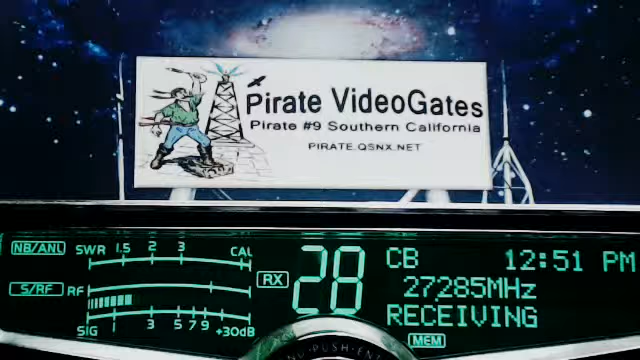 Pirate VideoGates
Pirate #9 Southern California
PIRATE.QSNX.NET
NB/ANL SWR 1.5 2 3 CAL
S/RF RF
RX 28 CB 12:51 PM
27285MHz
RECEIVING
SIG 1 3 5 7 9 +30dB
MEM
PUSH